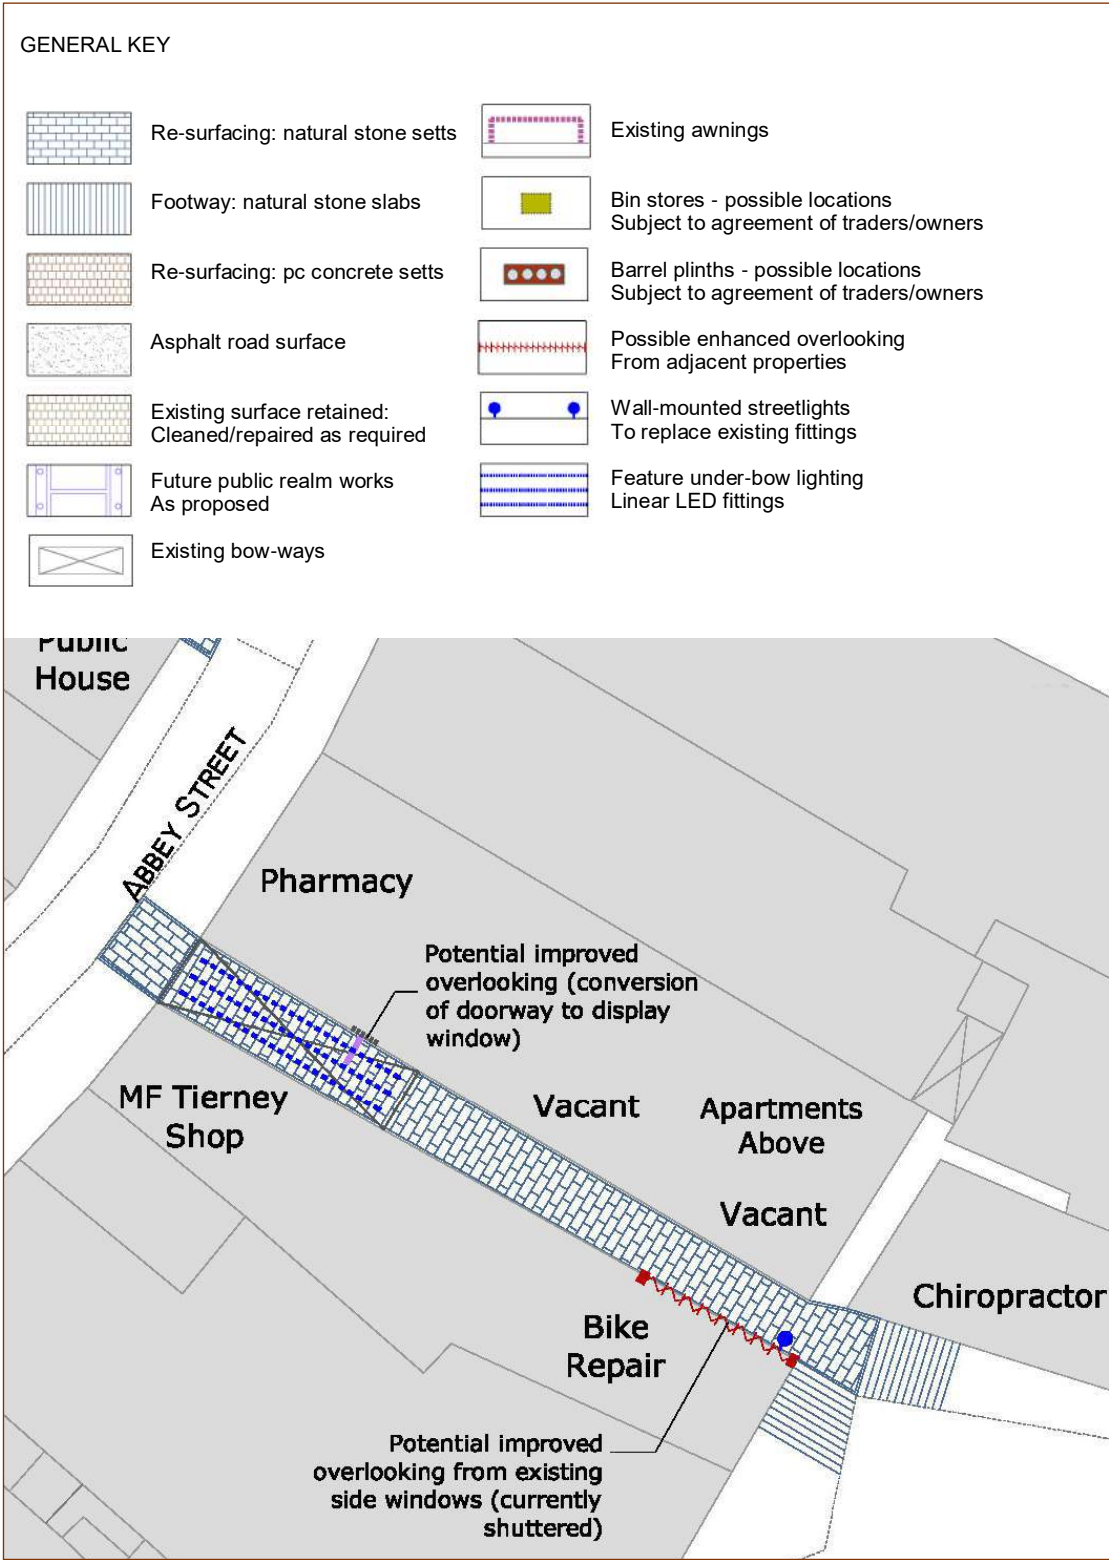 GENERAL KEY
Re-surfacing: natural stone setts
Footway: natural stone slabs
Re-surfacing: pc concrete setts
Asphalt road surface
Existing surface retained:
Cleaned/repaired as required
Future public realm works
As proposed
Existing bow-ways
Existing awnings
Bin stores - possible locations
Subject to agreement of traders/owners
Barrel plinths - possible locations
Subject to agreement of traders/owners
Possible enhanced overlooking
From adjacent properties
Wall-mounted streetlights
To replace existing fittings
Feature under-bow lighting
Linear LED fittings
Public
House
ABBEY STREET
Pharmacy
Potential improved
overlooking (conversion
of doorway to display
window)
MF Tierney
Shop
Vacant
Apartments
Above
Vacant
Chiropractor
Bike
Repair
Potential improved
overlooking from existing
side windows (currently
shuttered)